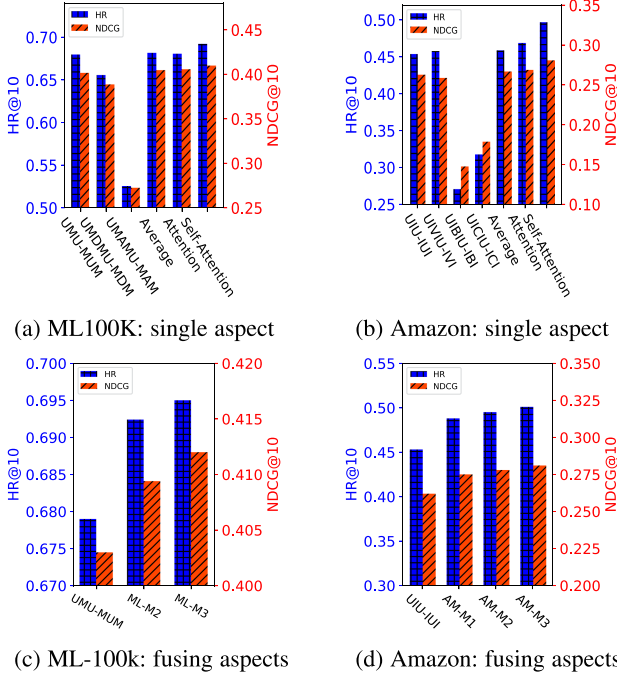 HR
NDCG
HR@10
0.70
0.65
0.60
0.55
0.50
NDCG@10
0.45
0.40
0.35
0.30
0.25
UMU-MUM
UMDMU-MDM
UMAMU-MAM
Average
Attention
Self-Attention
(a) ML100K: single aspect
HR
NDCG
HR@10
0.50
0.45
0.40
0.35
0.30
0.25
NDCG@10
0.35
0.30
0.25
0.20
0.15
0.10
UIU-IUI
UIVIU-IVI
UIBIU-IBI
UICIU-ICI
Average
Attention
Self-Attention
(b) Amazon: single aspect
HR
NDCG
HR@10
0.700
0.695
0.690
0.685
0.680
0.675
0.670
NDCG@10
0.420
0.415
0.410
0.405
0.400
UMU-MUM
ML-M2
ML-M3
(c) ML-100k: fusing aspects
HR
NDCG
HR@10
0.55
0.50
0.45
0.40
0.35
0.30
NDCG@10
0.350
0.325
0.300
0.275
0.250
0.225
0.200
UIU-IUI
AM-M1
AM-M2
AM-M3
(d) Amazon: fusing aspects